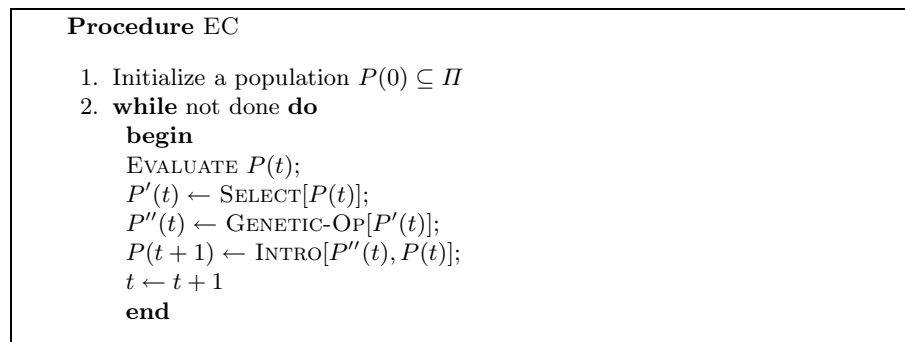 Procedure EC
1. Initialize a population P(0) ⊆ Π
2. while not done do
begin
EVALUATE P(t);
P′(t) ← SELECT[P(t)];
P′′(t) ← GENETIC-OP[P′(t)];
P(t + 1) ← INTRO[P′′(t), P(t)];
t ← t + 1
end